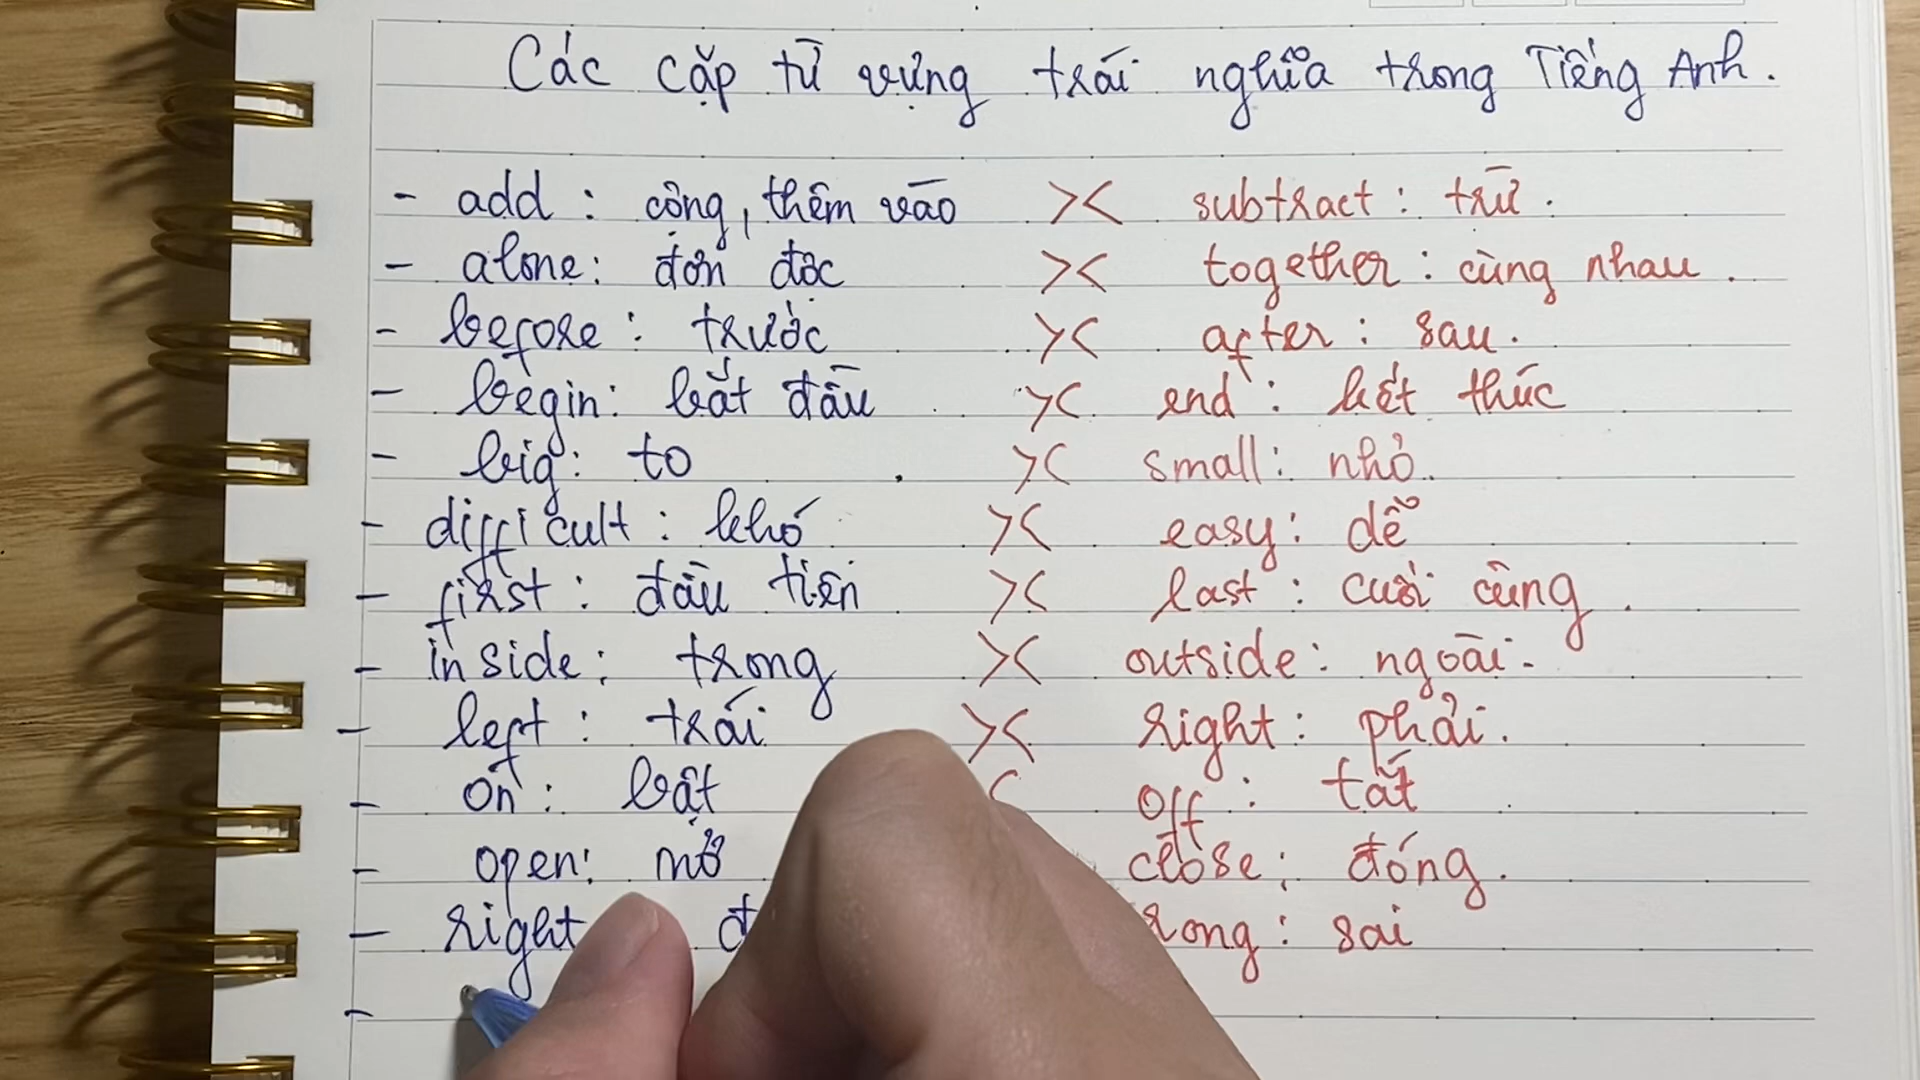 Các cặp từ vựng trái nghĩa trong Tiếng Anh.
- add : cộng, thêm vào >< subtract : trừ.
- alone : đơn độc >< together : cùng nhau.
- before : trước >< after : sau.
- begin : bắt đầu >< end : kết thúc
- big : to >< small : nhỏ.
- difficult : khó >< easy : dễ
- first : đầu tiên >< last : cuối cùng.
- inside : trong >< outside : ngoài.
- left : trái >< right : phải.
- on : bật < off : tắt
- open : mở close : đóng.
- right rong : sai
-